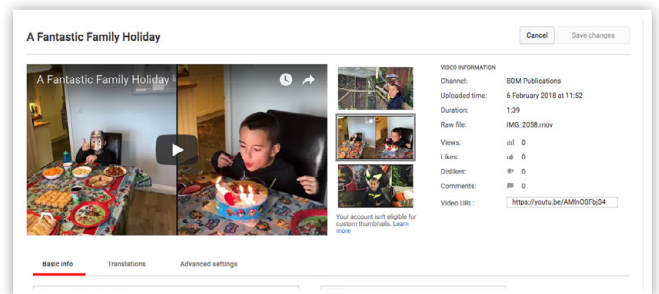 A Fantastic Family Holiday
Cancel
Save changes
A Fantastic Family Holiday
VIDEO INFORMATION
Channel: BDM Publications
Uploaded time: 6 February 2018 at 11:52
Duration: 1:39
Raw file: IMG_2058.mov
Views: 0
Likes: 0
Dislikes: 0
Comments: 0
Video URL: https://youtu.be/AMlnOSFbjS4
Your account isn't eligible for
custom thumbnails. Learn
more
Basic info
Translations
Advanced settings